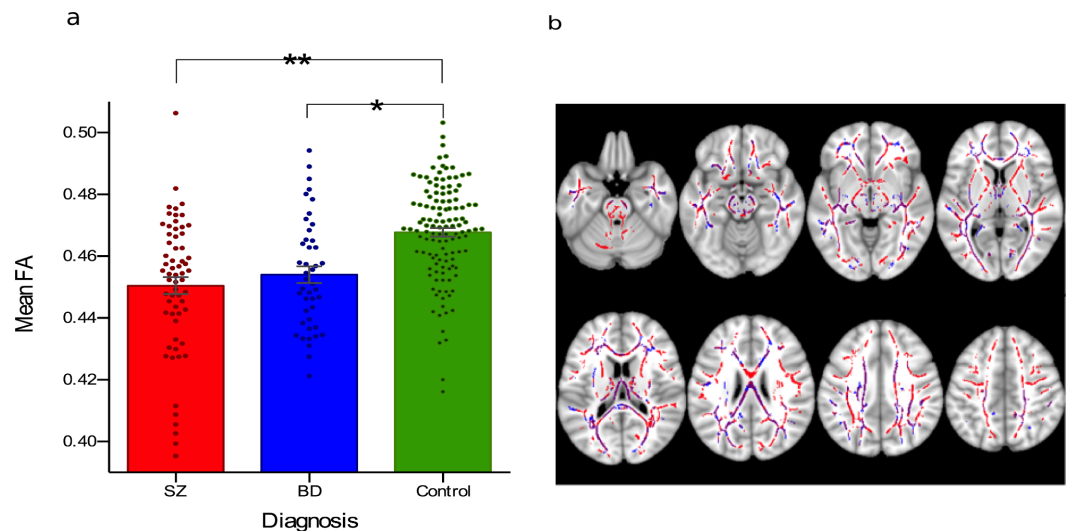 a
b
**
*
0.50
0.48
0.46
0.44
0.42
0.40
Mean FA
SZ
BD
Control
Diagnosis